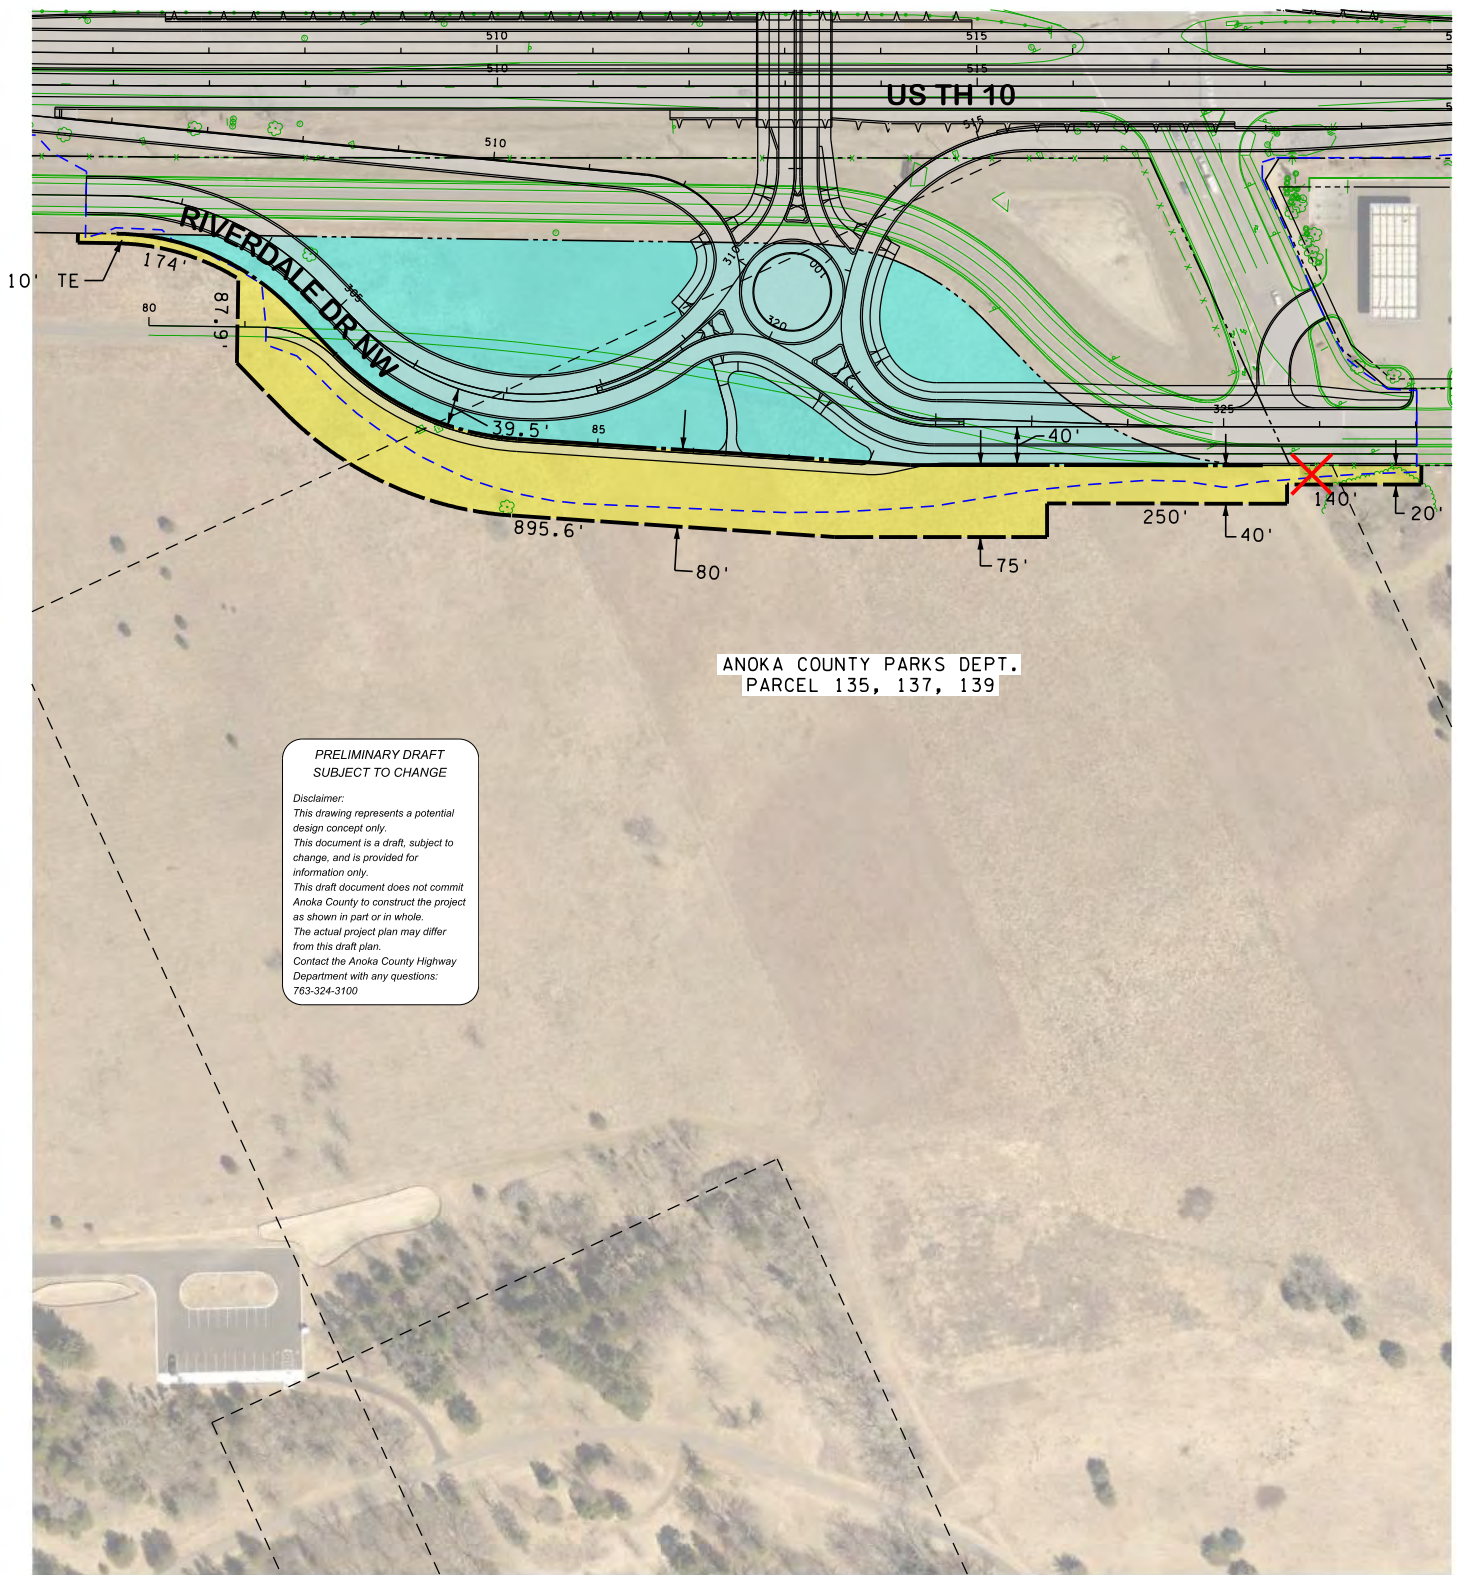 510
515
510
515
US TH 10
515
510
RIVERDALE DR NW
310
001
320
305
10' TE
174'
87.9'
80
39.5'
85
325
40'
895.6'
80'
75'
250'
40'
140'
20'
ANOKA COUNTY PARKS DEPT.
PARCEL 135, 137, 139
PRELIMINARY DRAFT
SUBJECT TO CHANGE
Disclaimer:
This drawing represents a potential
design concept only.
This document is a draft, subject to
change, and is provided for
information only.
This draft document does not commit
Anoka County to construct the project
as shown in part or in whole.
The actual project plan may differ
from this draft plan.
Contact the Anoka County Highway
Department with any questions:
763-324-3100